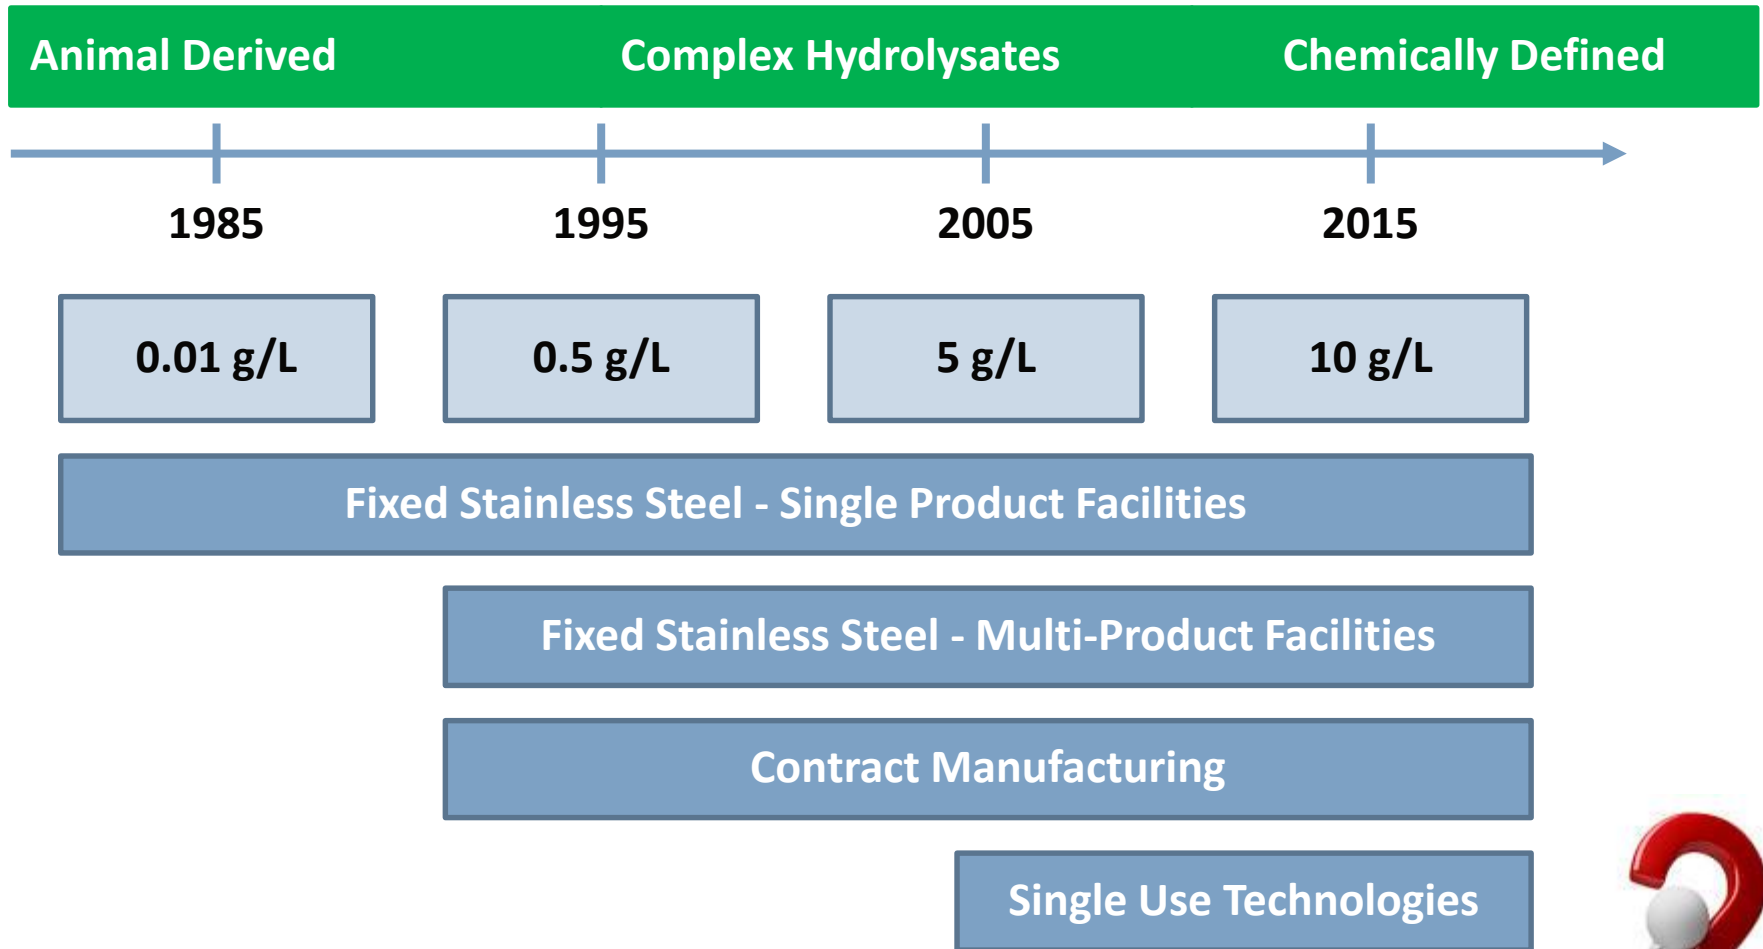 Animal Derived Complex Hydrolysates Chemically Defined
1985 1995 2005 2015
0.01 g/L 0.5 g/L 5 g/L 10 g/L
Fixed Stainless Steel - Single Product Facilities
Fixed Stainless Steel - Multi-Product Facilities
Contract Manufacturing
Single Use Technologies